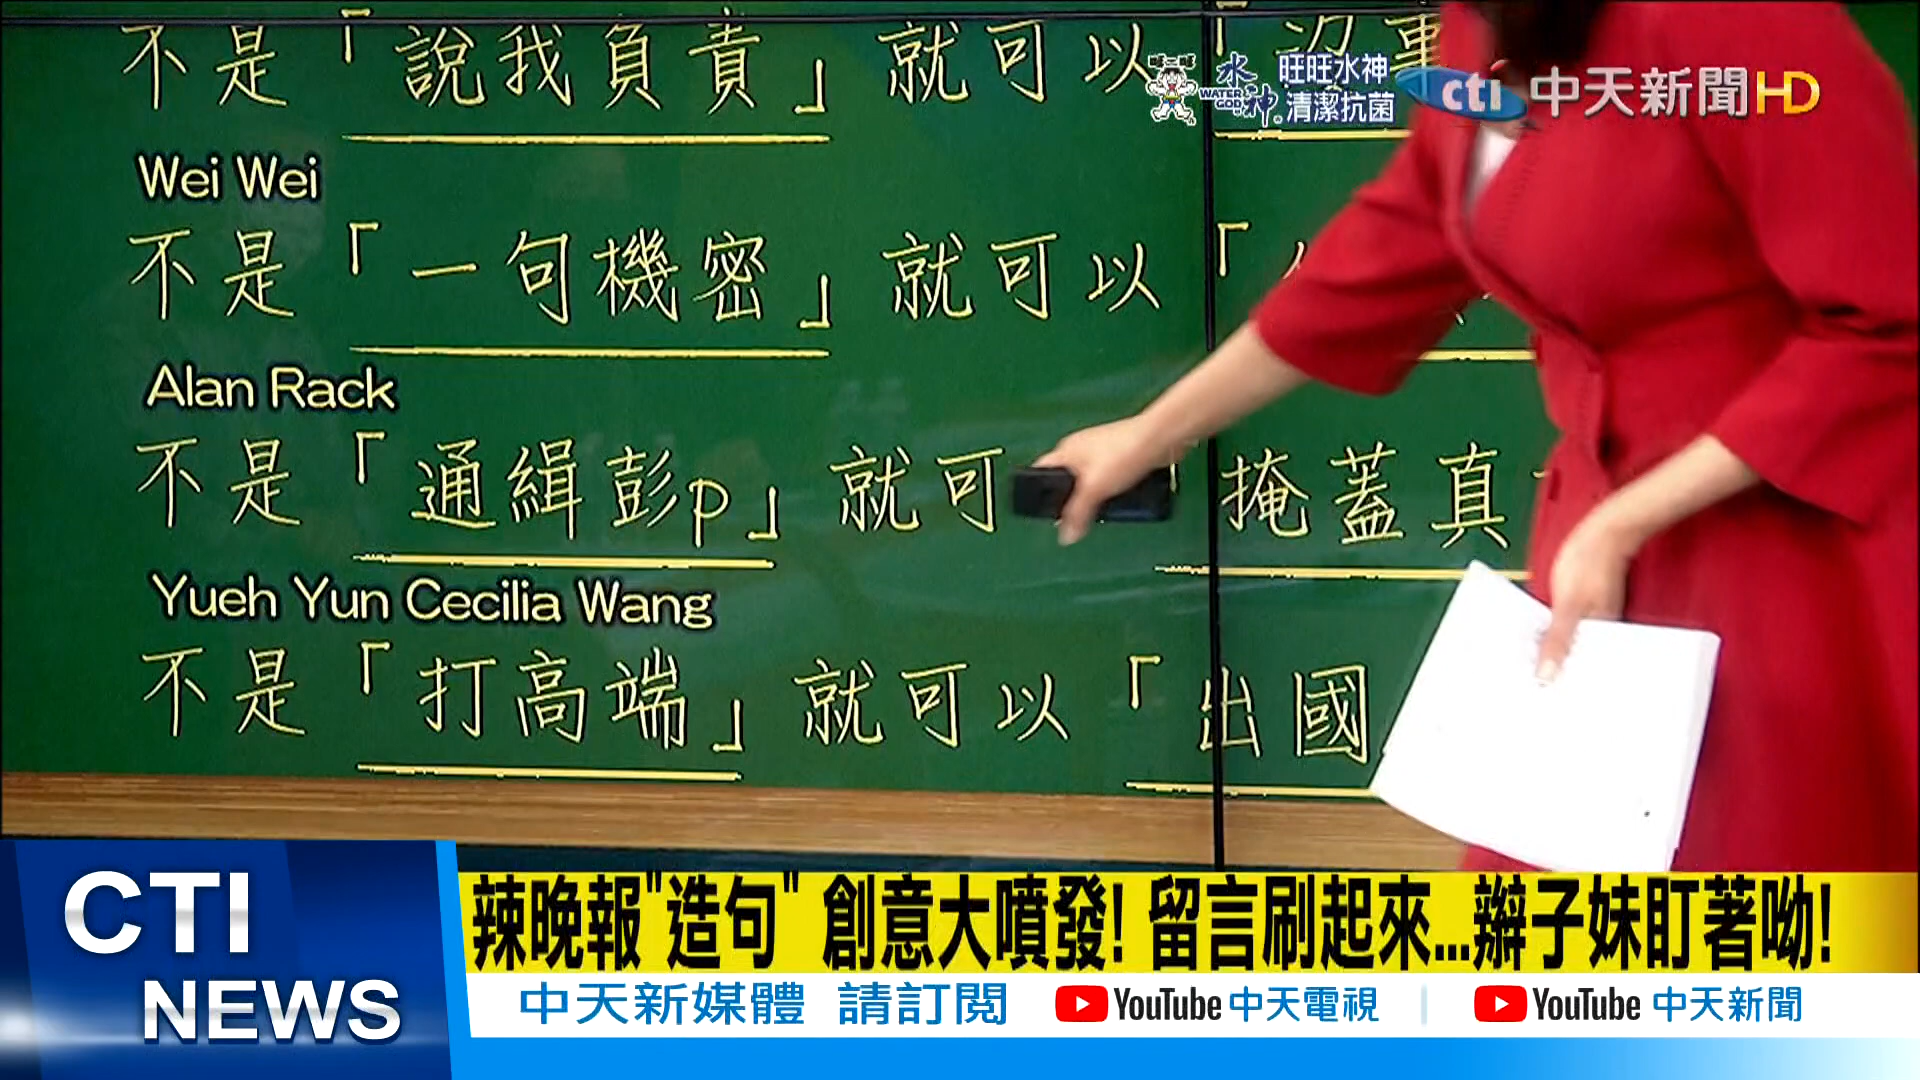 不是「說我負責」就可以「
旺旺水神
WATER GOD
水神
清潔抗菌
cti 中天新聞HD
Wei Wei
不是「一句機密」就可以「
Alan Rack
不是「通緝彭p」就可「掩蓋真
Yueh Yun Cecilia Wang
不是「打高端」就可以「出國
CTI NEWS
辣晚報"造句" 創意大噴發! 留言刷起來...辮子妹盯著呦!
中天新媒體 請訂閱 YouTube 中天電視 | YouTube 中天新聞